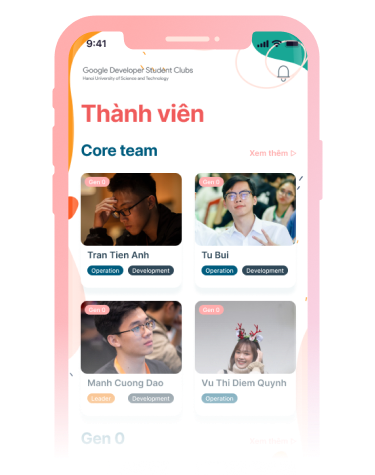 9:41
Google Developer Student Clubs
Hanoi University of Science and Technology
Thành viên
Core team
Xem thêm
Gen 0
Gen 0
Tran Tien Anh
Tu Bui
Operation
Development
Operation
Development
Gen 0
Gen 0
Manh Cuong Dao
Vu Thi Diem Quynh
Leader
Development
Operation
Gen 0
Xem thêm